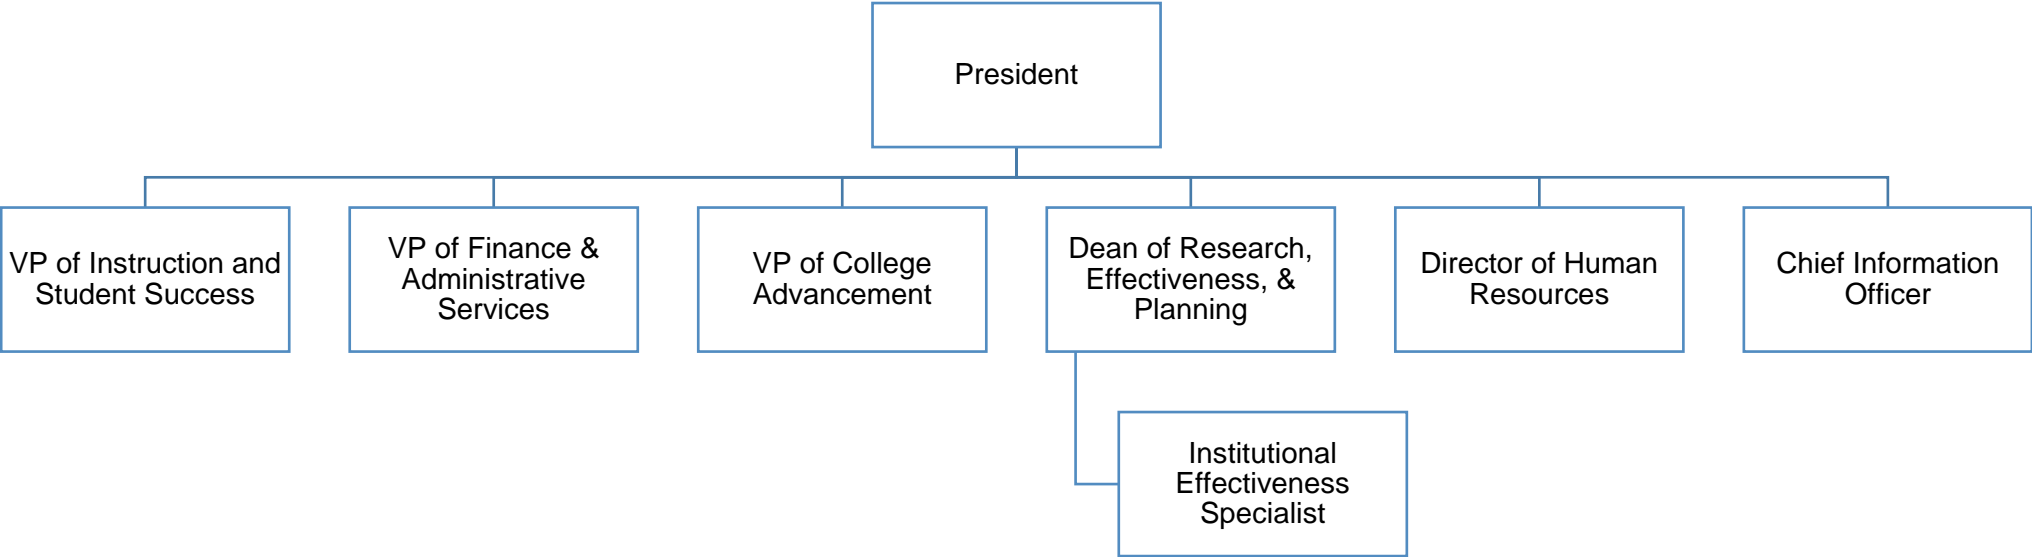 President
VP of Instruction and
Student Success
VP of Finance &
Administrative
Services
VP of College
Advancement
Dean of Research,
Effectiveness, &
Planning
Director of Human
Resources
Chief Information
Officer
Institutional
Effectiveness
Specialist